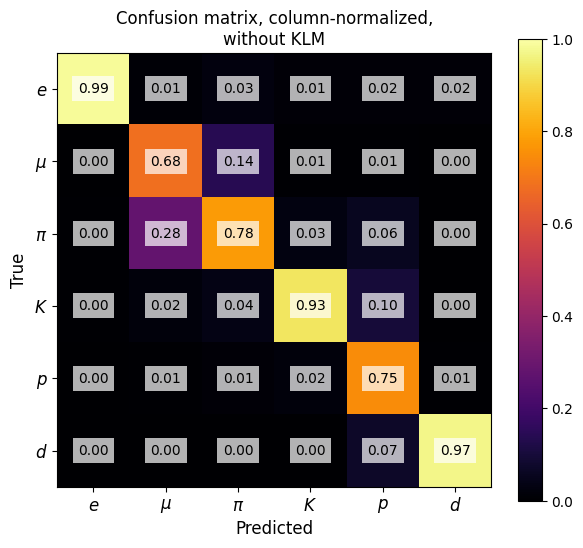 Confusion matrix, column-normalized,
without KLM
True
e 0.99 0.01 0.03 0.01 0.02 0.02
μ 0.00 0.68 0.14 0.01 0.01 0.00
π 0.00 0.28 0.78 0.03 0.06 0.00
K 0.00 0.02 0.04 0.93 0.10 0.00
p 0.00 0.01 0.01 0.02 0.75 0.01
d 0.00 0.00 0.00 0.00 0.07 0.97
e μ π K p d
Predicted
1.0
0.8
0.6
0.4
0.2
0.0